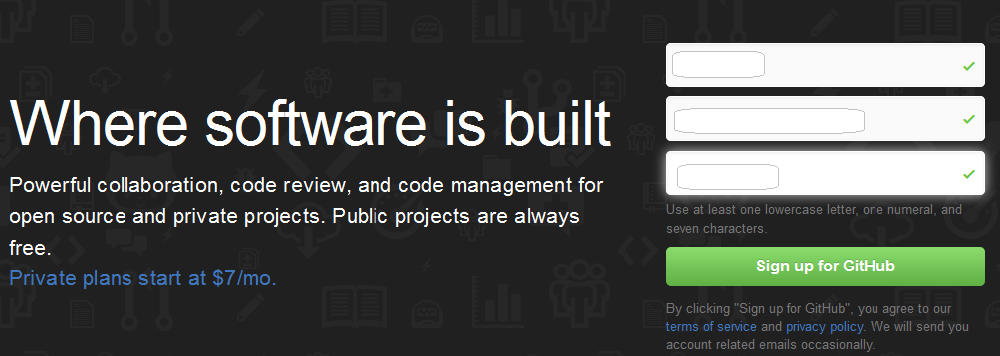 Where software is built
Powerful collaboration, code review, and code management for
open source and private projects. Public projects are always
free.
Private plans start at $7/mo.
Use at least one lowercase letter, one numeral, and
seven characters.
Sign up for GitHub
By clicking "Sign up for GitHub", you agree to our
terms of service and privacy policy. We will send you
account related emails occasionally.